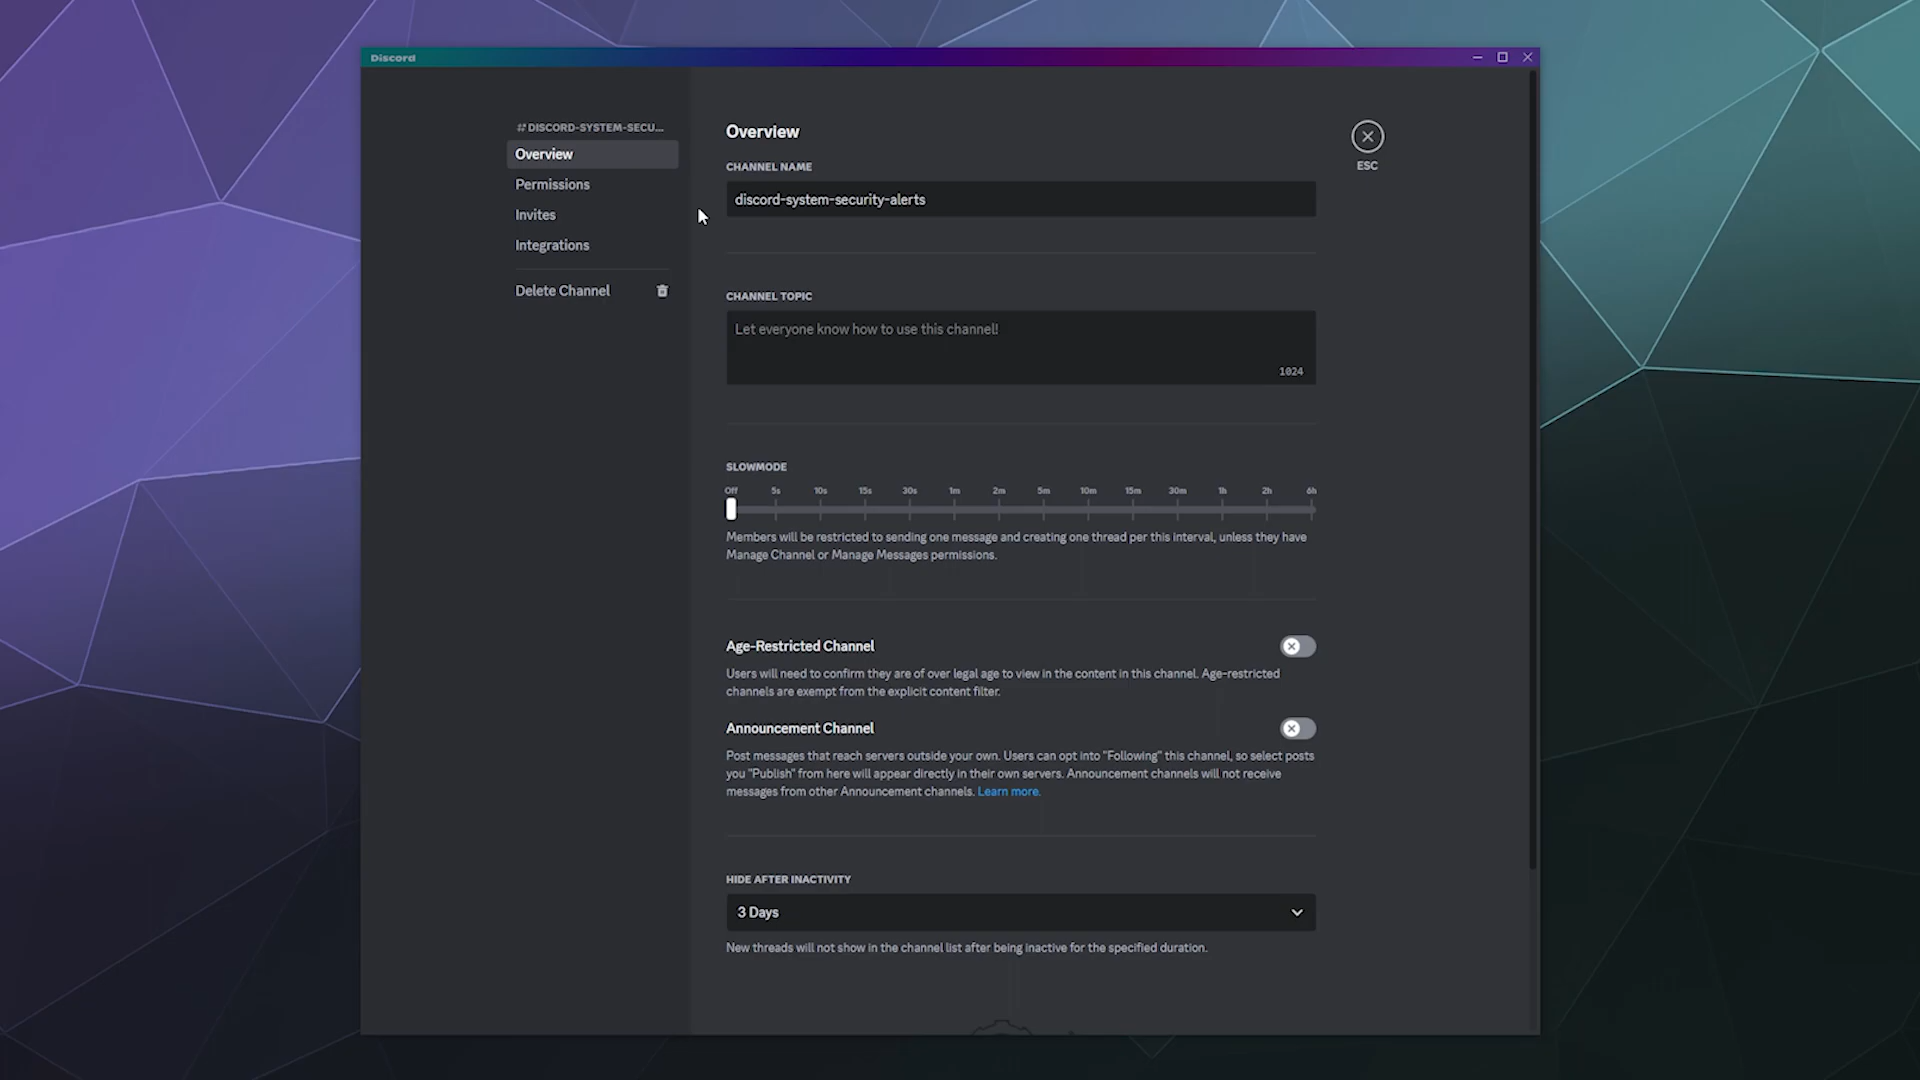 Discord
#DISCORD-SYSTEM-SECU...
Overview
Permissions
Invites
Integrations
Delete Channel
Overview
ESC
CHANNEL NAME
discord-system-security-alerts
CHANNEL TOPIC
Let everyone know how to use this channel!
1024
SLOWMODE
Off 5s 10s 15s 30s 1m 2m 5m 10m 15m 30m 1h 2h 6h
Members will be restricted to sending one message and creating one thread per this interval, unless they have
Manage Channel or Manage Messages permissions.
Age-Restricted Channel
Users will need to confirm they are of over legal age to view in the content in this channel. Age-restricted
channels are exempt from the explicit content filter.
Announcement Channel
Post messages that reach servers outside your own. Users can opt into "Following" this channel, so select posts
you "Publish" from here will appear directly in their own servers. Announcement channels will not receive
messages from other Announcement channels. Learn more.
HIDE AFTER INACTIVITY
3 Days
New threads will not show in the channel list after being inactive for the specified duration.